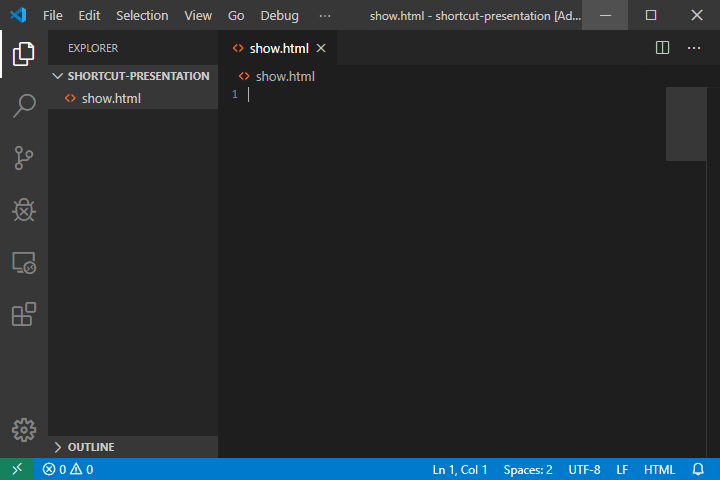 File Edit Selection View Go Debug ··· show.html - shortcut-presentation [Ad...
EXPLORER
SHORTCUT-PRESENTATION
show.html
show.html
show.html
1
OUTLINE
0 0 Ln 1, Col 1 Spaces: 2 UTF-8 LF HTML